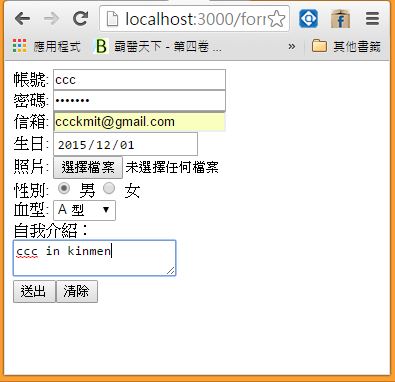 localhost:3000/forr
應用程式 霸醫天下 - 第四卷 ... » 其他書籤
帳號: ccc
密碼: •••••••
信箱: ccckmit@gmail.com
生日: 2015/12/01
照片: 選擇檔案 未選擇任何檔案
性別: 男 女
血型: A 型
自我介紹：
ccc in kinmen
送出 清除